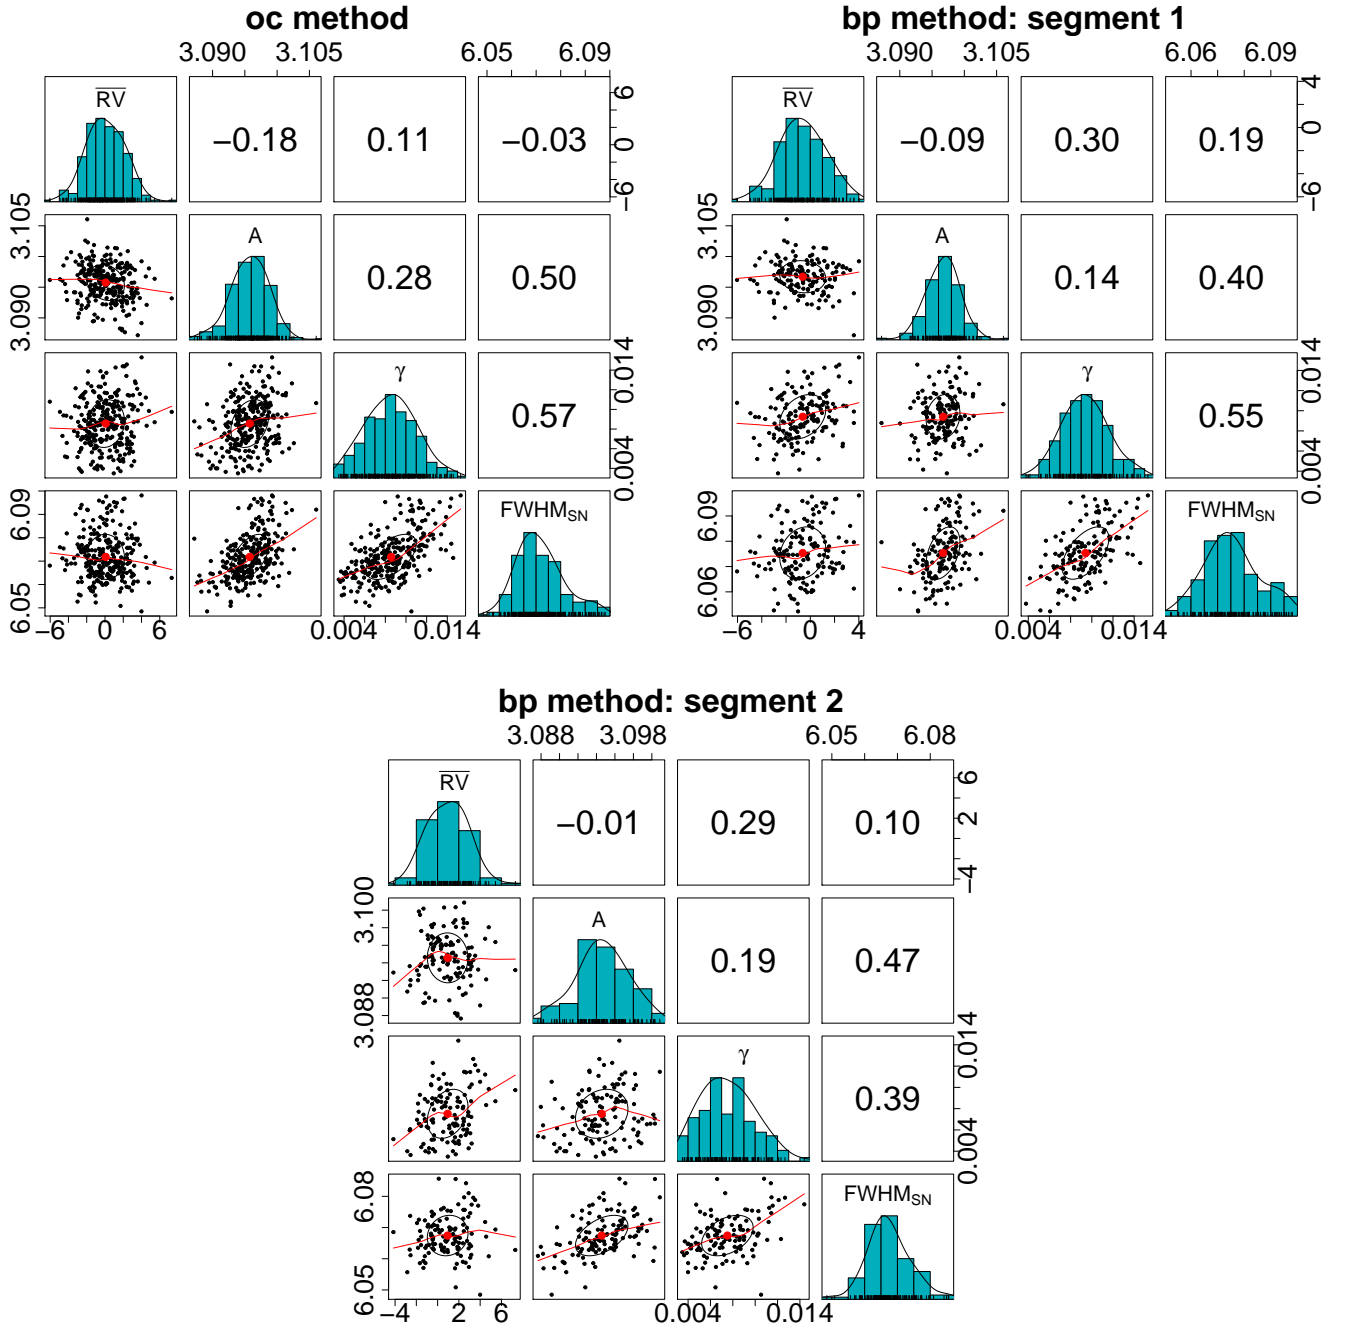 oc method
3.090 3.105 6.05 6.09
RV 6 0 −6
−0.18 0.11 −0.03
3.105 3.090
A
0.28 0.50
γ
0.57
0.014 0.004
6.09 6.05
FWHMSN
−6 0 6 0.004 0.014
bp method: segment 1
3.090 3.105 6.06 6.09
RV 4 0 −6
−0.09 0.30 0.19
3.105 3.090
A
0.14 0.40
γ
0.55
0.014 0.004
6.09 6.06
FWHMSN
−6 0 4 0.004 0.014
bp method: segment 2
3.088 3.098 6.05 6.08
RV 6 2 −4
−0.01 0.29 0.10
3.100 3.088
A
0.19 0.47
γ
0.39
0.014 0.004
6.08 6.05
FWHMSN
−4 2 6 0.004 0.014